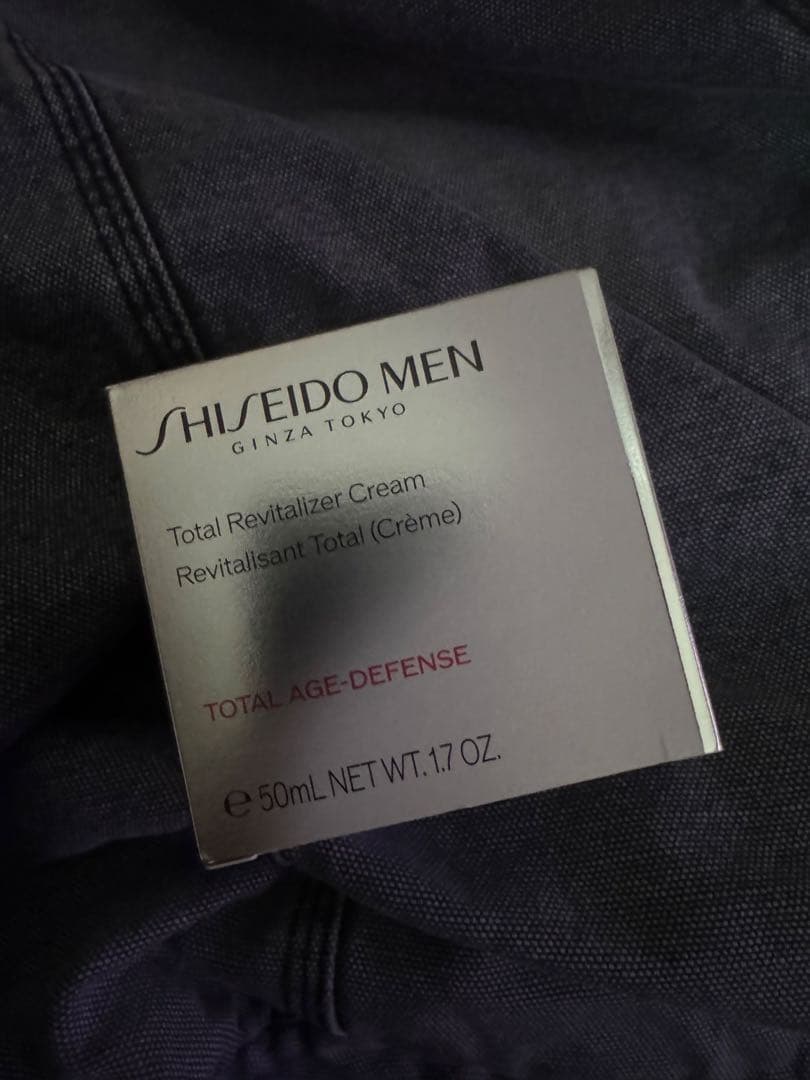 SHISEIDO MEN
GINZA TOKYO
Total Revitalizer Cream
Revitalisant Total (Crème)
TOTAL AGE-DEFENSE
℮ 50mL NET WT. 1.7 OZ.